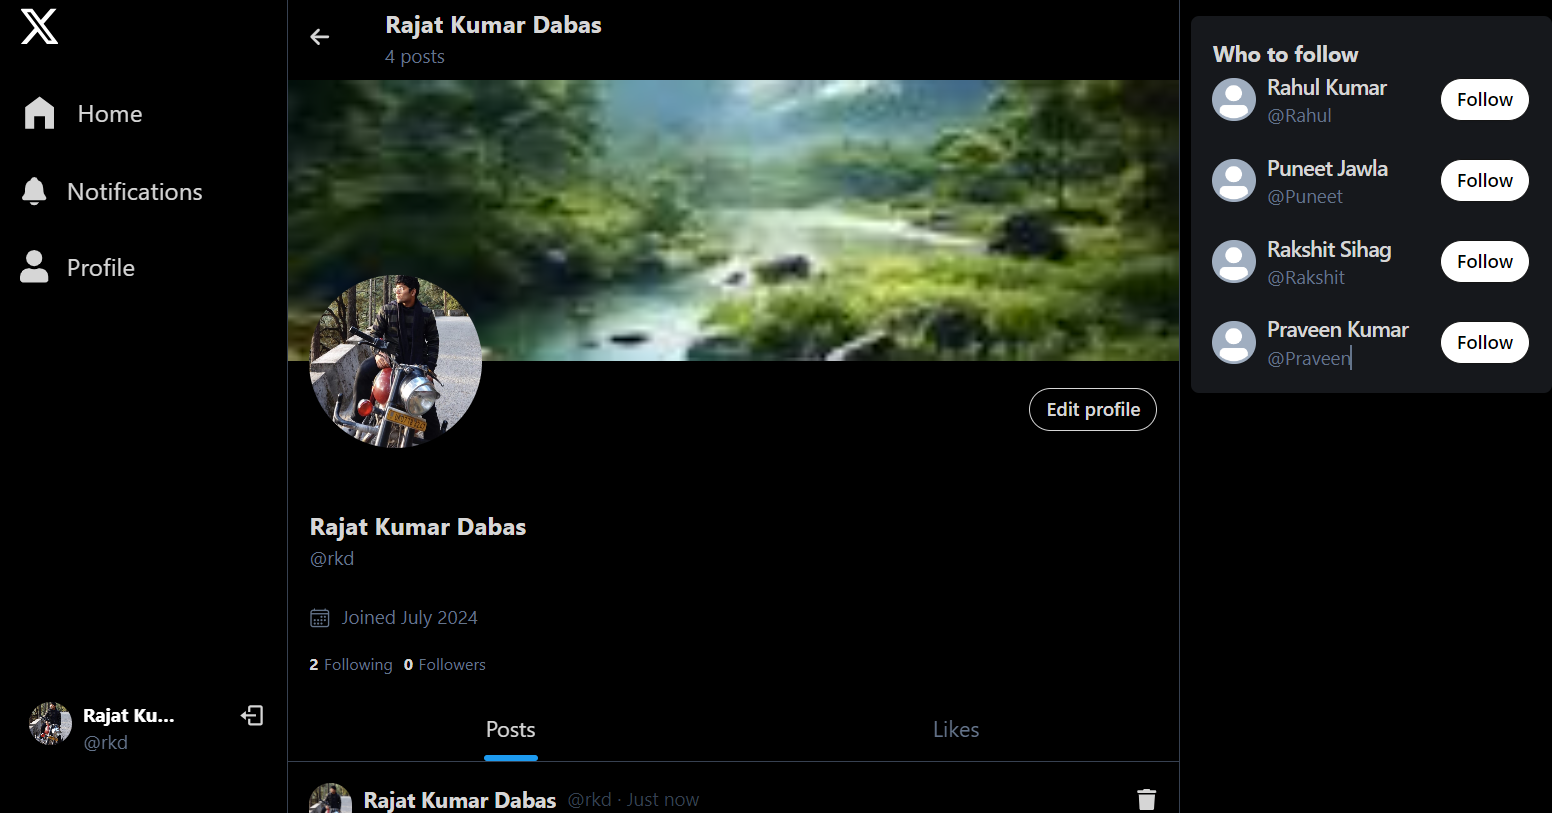 Home
Notifications
Profile
Rajat Ku...
@rkd
Rajat Kumar Dabas
4 posts
Edit profile
Rajat Kumar Dabas
@rkd
Joined July 2024
2 Following 0 Followers
Posts Likes
Rajat Kumar Dabas @rkd · Just now
Who to follow
Rahul Kumar
@Rahul
Follow
Puneet Jawla
@Puneet
Follow
Rakshit Sihag
@Rakshit
Follow
Praveen Kumar
@Praveen
Follow